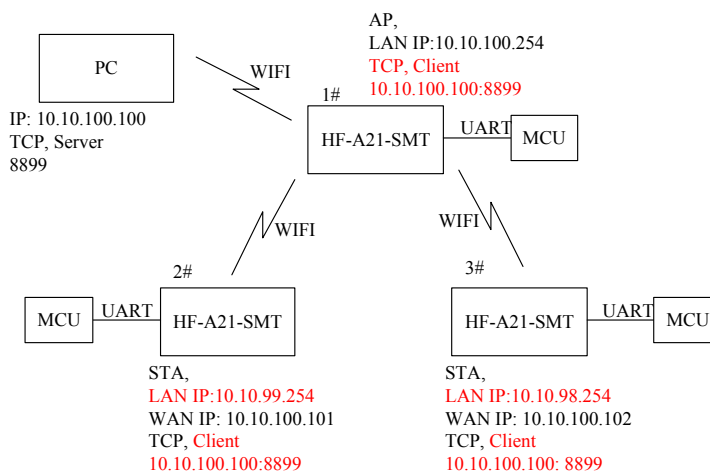 AP,
LAN IP:10.10.100.254
TCP, Client
10.10.100.100:8899
PC
WIFI
IP: 10.10.100.100
TCP, Server
8899
1#
HF-A21-SMT
UART
MCU
WIFI
WIFI
2#
MCU
UART
HF-A21-SMT
STA,
LAN IP:10.10.99.254
WAN IP: 10.10.100.101
TCP, Client
10.10.100.100:8899
3#
HF-A21-SMT
UART
MCU
STA,
LAN IP:10.10.98.254
WAN IP: 10.10.100.102
TCP, Client
10.10.100.100: 8899